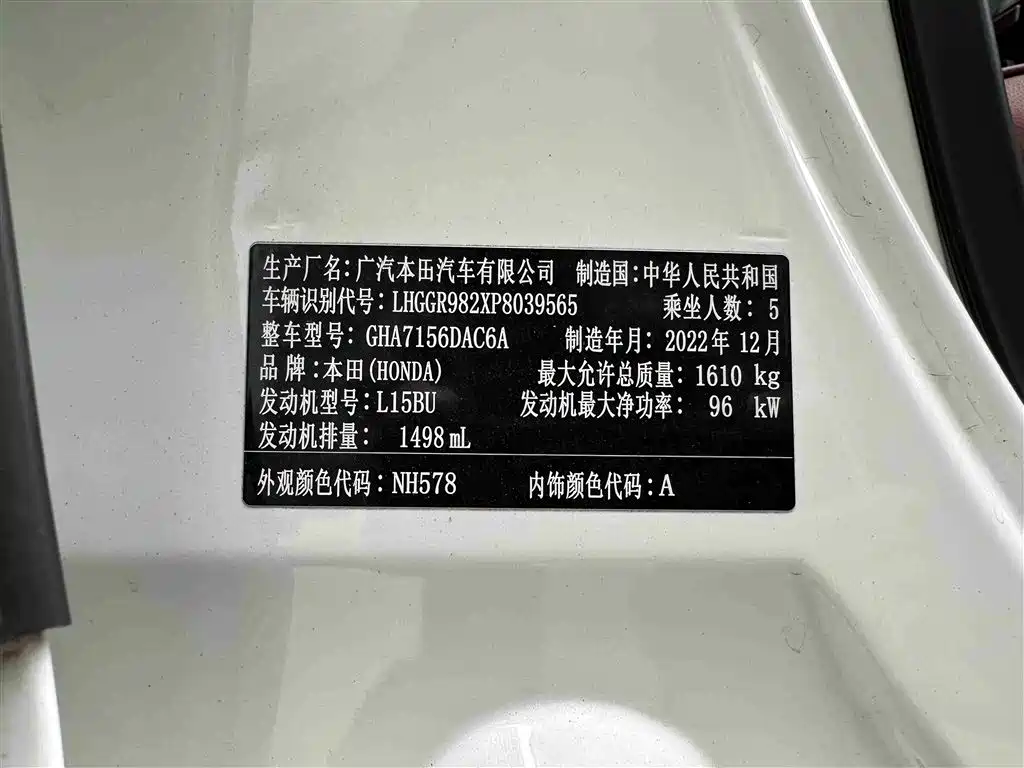 生产厂名：广汽本田汽车有限公司 制造国：中华人民共和国
车辆识别代号：LHGGR982XP8039565 乘坐人数：5
整车型号：GHA7156DAC6A 制造年月：2022年12月
品牌：本田(HONDA) 最大允许总质量：1610 kg
发动机型号：L15BU 发动机最大净功率：96 kW
发动机排量：1498 mL
外观颜色代码：NH578 内饰颜色代码：A